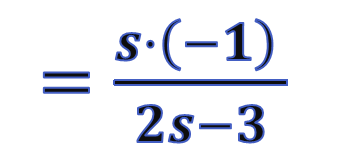 = s·(−1)
2s−3